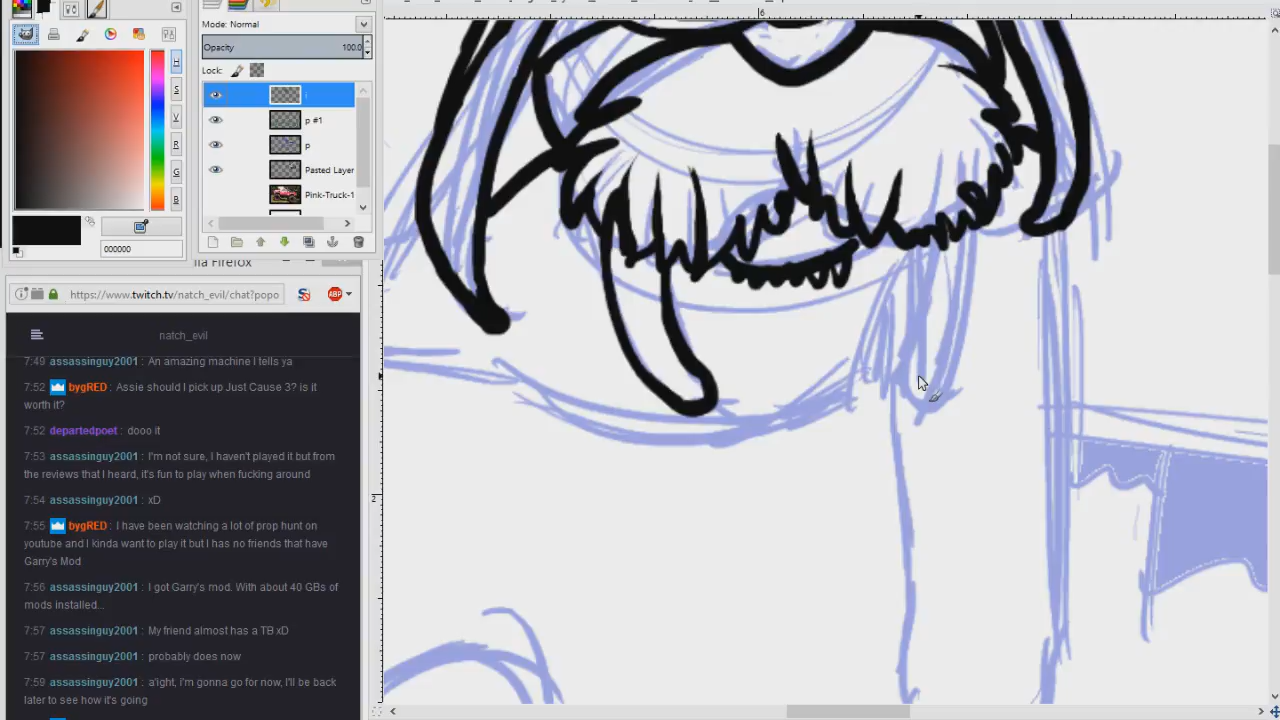 Mode: Normal
Opacity 100.0
Lock:
p #1
p
Pasted Layer
Pink-Truck-1
000000
la Firefox
https://www.twitch.tv/natch_evil/chat?popo
ABP
natch_evil
7:49 assassinguy2001 : An amazing machine I tells ya
7:52 bygRED : Assie should I pick up Just Cause 3? is it
worth it?
7:52 departedpoet : dooo it
7:53 assassinguy2001 : I'm not sure, I haven't played it but from
the reviews that I heard, it's fun to play when fucking around
7:54 assassinguy2001 : xD
7:55 bygRED : I have been watching a lot of prop hunt on
youtube and I kinda want to play it but I has no friends that have
Garry's Mod
7:56 assassinguy2001 : I got Garry's mod. With about 40 GBs of
mods installed...
7:57 assassinguy2001 : My friend almost has a TB xD
7:57 assassinguy2001 : probably does now
7:59 assassinguy2001 : a'ight, i'm gonna go for now, I'll be back
later to see how it's going
H
S
V
R
G
B
6
2